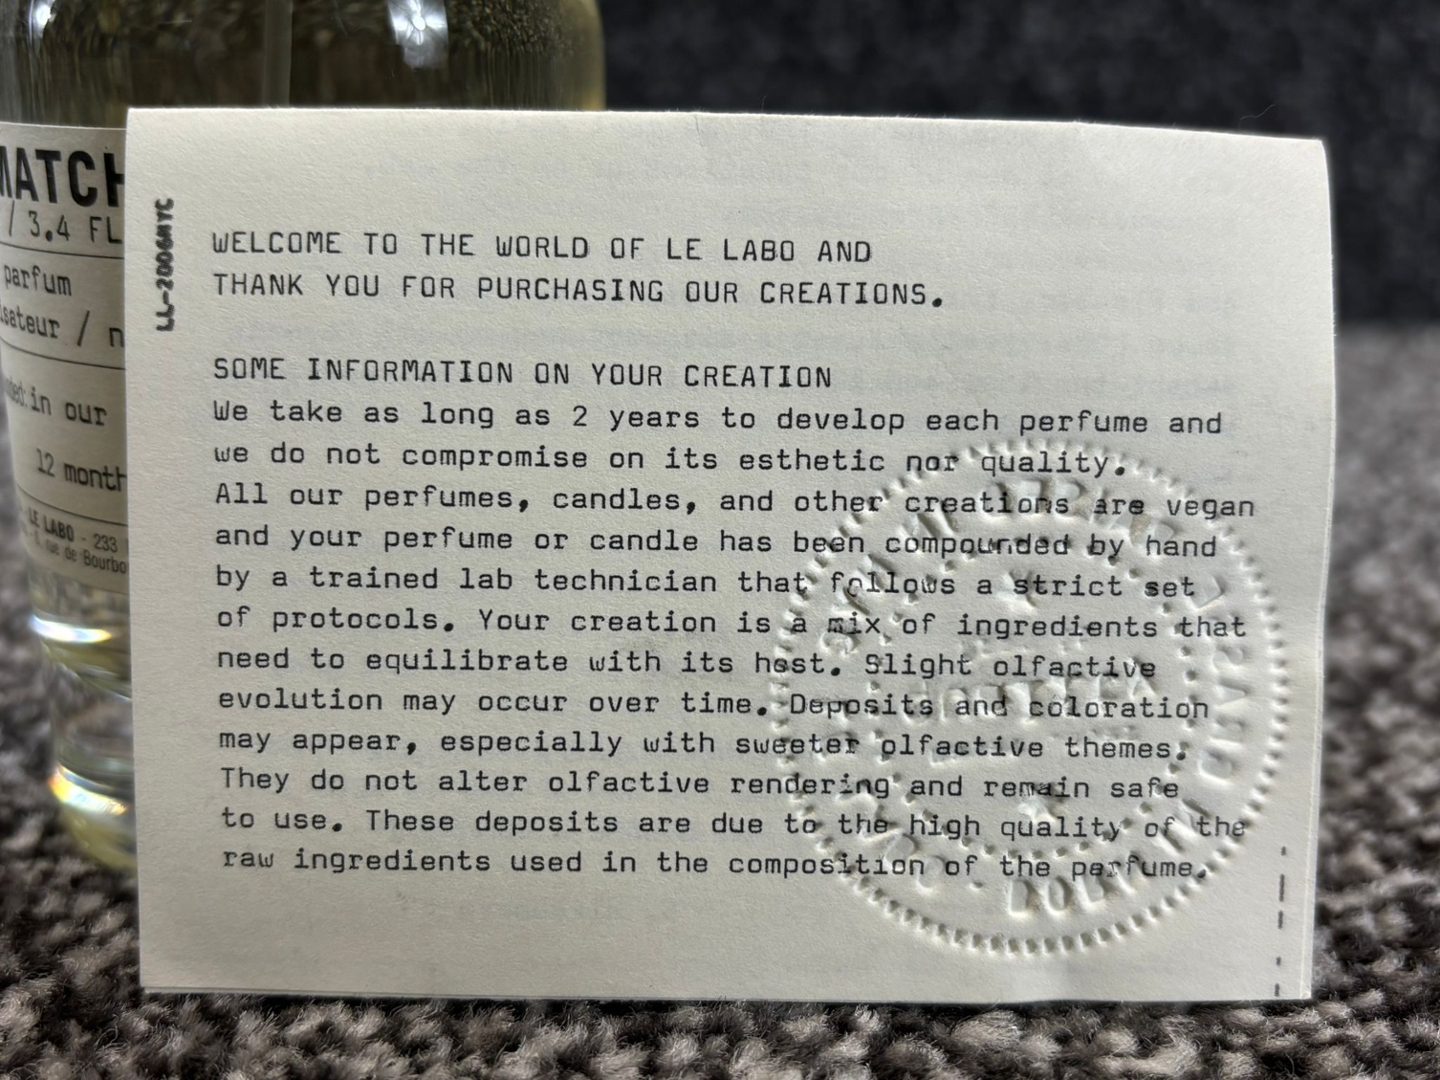 MATCH
/ 3.4 FL
parfum
isateur / n
in our
12 month
LE LABO - 233
rue de Bourbo
LL-2006NYC
WELCOME TO THE WORLD OF LE LABO AND
THANK YOU FOR PURCHASING OUR CREATIONS.
SOME INFORMATION ON YOUR CREATION
We take as long as 2 years to develop each perfume and
we do not compromise on its esthetic nor quality.
All our perfumes, candles, and other creations are vegan
and your perfume or candle has been compounded by hand
by a trained lab technician that follows a strict set
of protocols. Your creation is a mix of ingredients that
need to equilibrate with its host. Slight olfactive
evolution may occur over time. Deposits and coloration
may appear, especially with sweeter olfactive themes.
They do not alter olfactive rendering and remain safe
to use. These deposits are due to the high quality of the
raw ingredients used in the composition of the perfume.